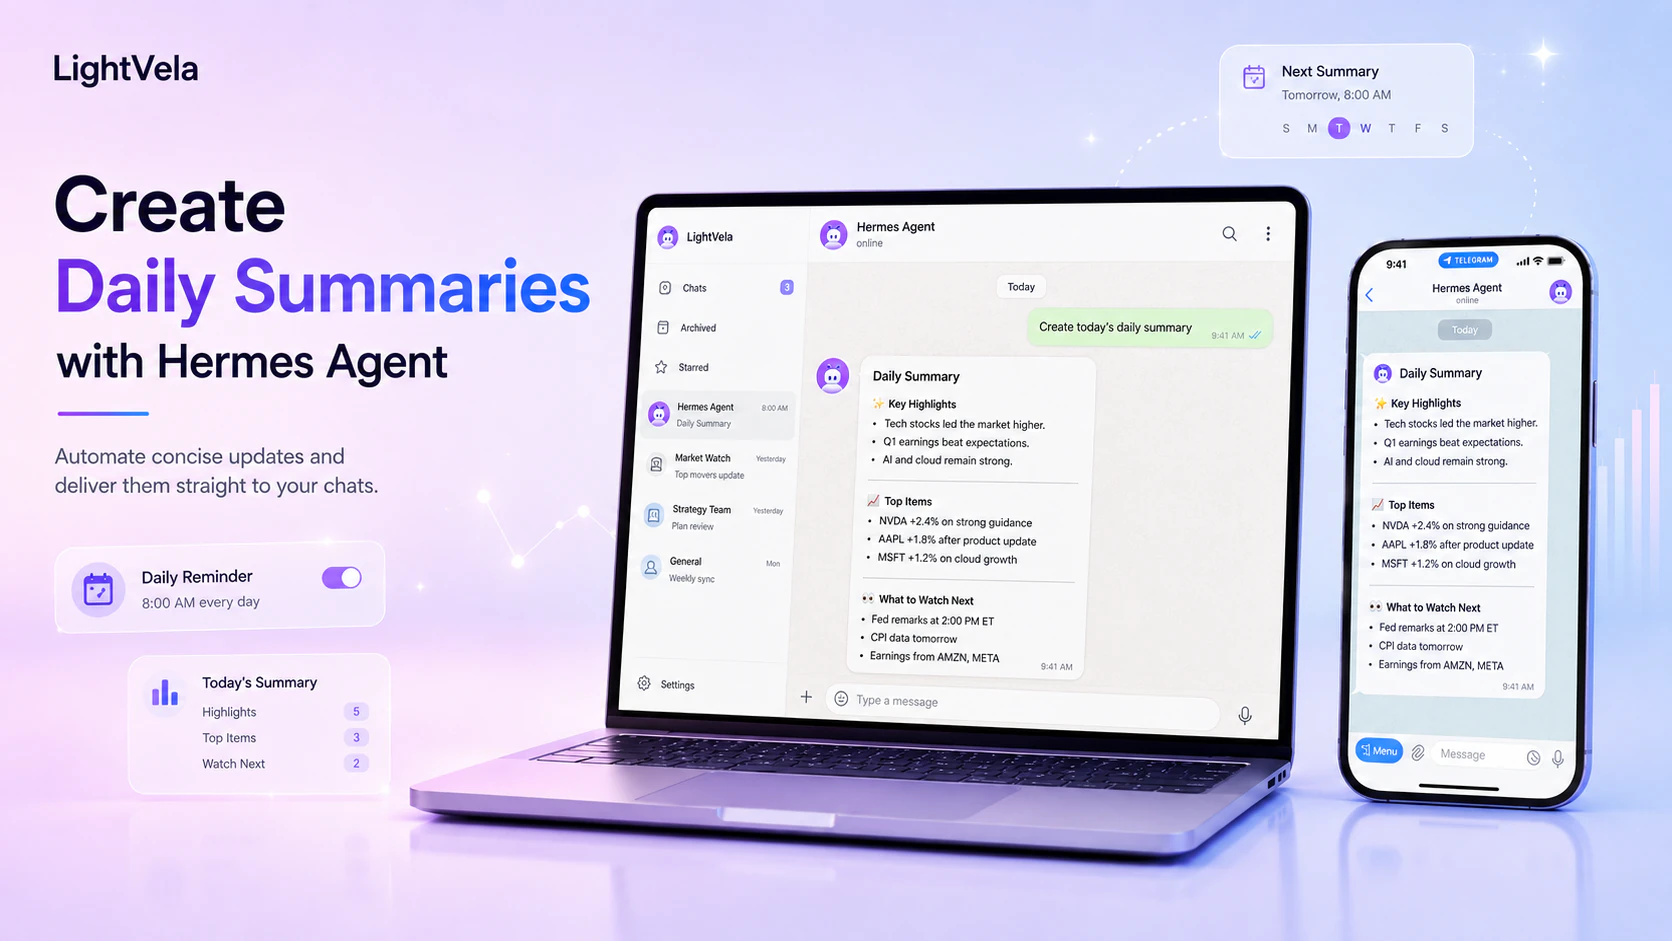 LightVela
Create
Daily Summaries
with Hermes Agent
Automate concise updates and
deliver them straight to your chats.
Daily Reminder
8:00 AM every day
Today's Summary
Highlights 5
Top Items 3
Watch Next 2
Next Summary
Tomorrow, 8:00 AM
S M T W T F S
LightVela
Chats 3
Archived
Starred
Hermes Agent 8:00 AM
Daily Summary
Market Watch Yesterday
Top movers update
Strategy Team Yesterday
Plan review
General Mon
Weekly sync
Settings
Hermes Agent
online
Today
Create today's daily summary 9:41 AM
Daily Summary
✨ Key Highlights
• Tech stocks led the market higher.
• Q1 earnings beat expectations.
• AI and cloud remain strong.
📈 Top Items
• NVDA +2.4% on strong guidance
• AAPL +1.8% after product update
• MSFT +1.2% on cloud growth
👀 What to Watch Next
• Fed remarks at 2:00 PM ET
• CPI data tomorrow
• Earnings from AMZN, META
9:41 AM
Type a message
9:41 TELEGRAM
Hermes Agent
online
Today
Daily Summary
✨ Key Highlights
• Tech stocks led the market higher.
• Q1 earnings beat expectations.
• AI and cloud remain strong.
📈 Top Items
• NVDA +2.4% on strong guidance
• AAPL +1.8% after product update
• MSFT +1.2% on cloud growth
👀 What to Watch Next
• Fed remarks at 2:00 PM ET
• CPI data tomorrow
• Earnings from AMZN, META
9:41 AM
Menu
Message